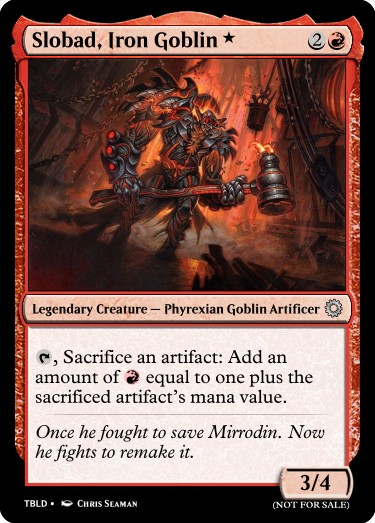 Slobad, Iron Goblin ★ 2
Legendary Creature — Phyrexian Goblin Artificer
, Sacrifice an artifact: Add an
amount of equal to one plus the
sacrificed artifact's mana value.
Once he fought to save Mirrodin. Now
he fights to remake it.
3/4
TBLD • Chris Seaman
(NOT FOR SALE)